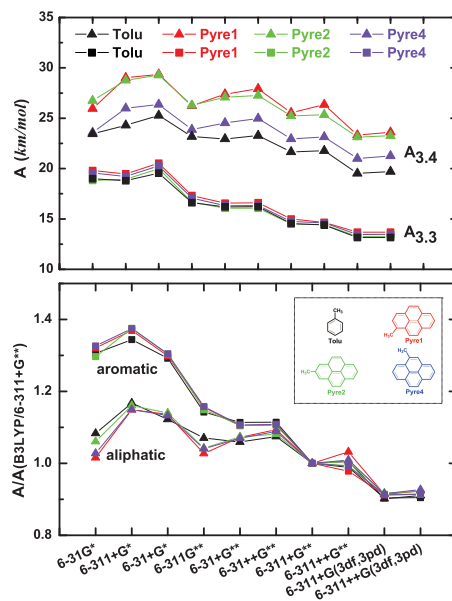 Tolu Pyre1 Pyre2 Pyre4
Tolu Pyre1 Pyre2 Pyre4
A (km/mol)
35
30
25
20
15
10
A3.4
A3.3
A/A(B3LYP/6-311+G**)
1.4
1.2
1.0
0.8
aromatic
aliphatic
CH3
Tolu
H3C
Pyre1
H3C
Pyre2
H3C
Pyre4
6-31G*
6-311+G*
6-31+G*
6-311G**
6-31+G**
6-31++G**
6-311+G**
6-311++G**
6-311+G(3df,3pd)
6-311++G(3df,3pd)